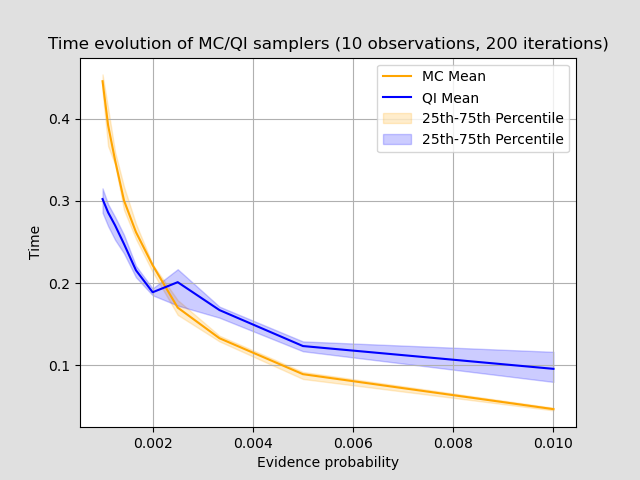 Time evolution of MC/QI samplers (10 observations, 200 iterations)
MC Mean
QI Mean
25th-75th Percentile
25th-75th Percentile
0.4
0.3
0.2
0.1
Time
0.002
0.004
0.006
0.008
0.010
Evidence probability